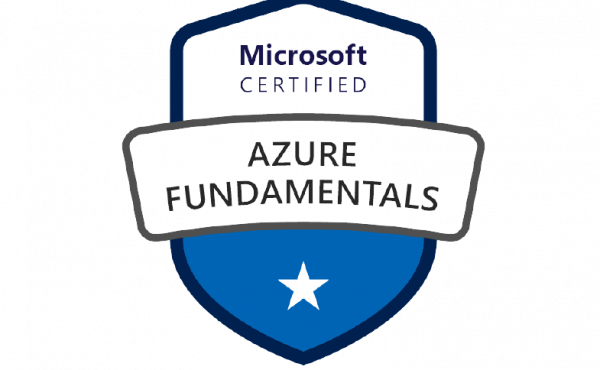 Microsoft
CERTIFIED
AZURE
FUNDAMENTALS